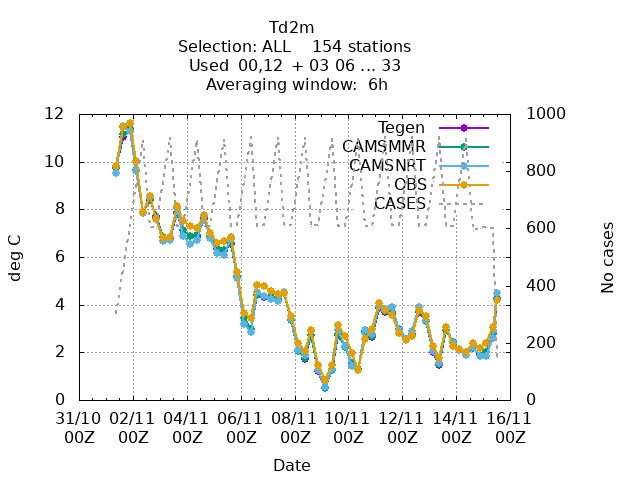 Td2m
Selection: ALL    154 stations
Used  00,12  + 03 06 ... 33
Averaging window:  6h
12 1000
Tegen
CAMSMMR
10 800
CAMSNRT
OBS
CASES
8 600
deg C
No cases
6
4 400
2 200
0 0
31/10 02/11 04/11 06/11 08/11 10/11 12/11 14/11 16/11
00Z 00Z 00Z 00Z 00Z 00Z 00Z 00Z 00Z
Date